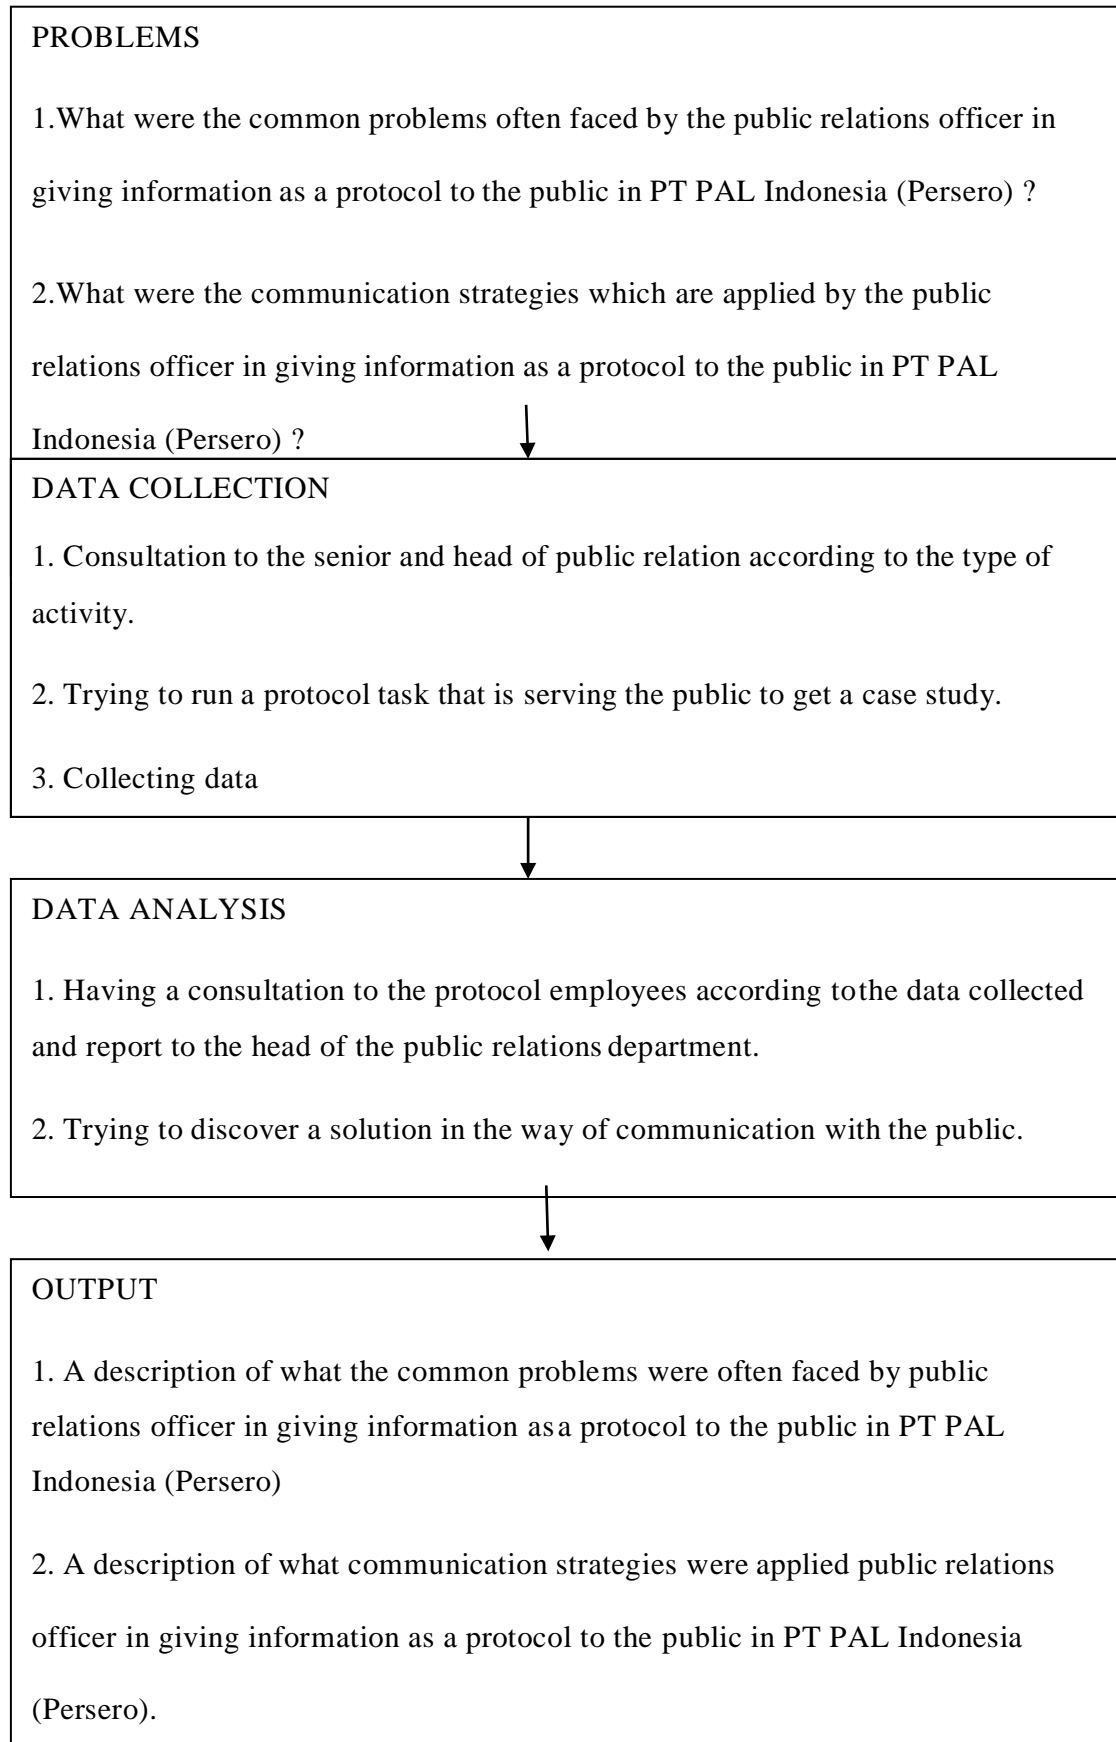 PROBLEMS
1.What were the common problems often faced by the public relations officer in
giving information as a protocol to the public in PT PAL Indonesia (Persero) ?
2.What were the communication strategies which are applied by the public
relations officer in giving information as a protocol to the public in PT PAL
Indonesia (Persero) ?
DATA COLLECTION
1. Consultation to the senior and head of public relation according to the type of
activity.
2. Trying to run a protocol task that is serving the public to get a case study.
3. Collecting data
DATA ANALYSIS
1. Having a consultation to the protocol employees according tothe data collected
and report to the head of the public relations department.
2. Trying to discover a solution in the way of communication with the public.
OUTPUT
1. A description of what the common problems were often faced by public
relations officer in giving information as a protocol to the public in PT PAL
Indonesia (Persero)
2. A description of what communication strategies were applied public relations
officer in giving information as a protocol to the public in PT PAL Indonesia
(Persero).